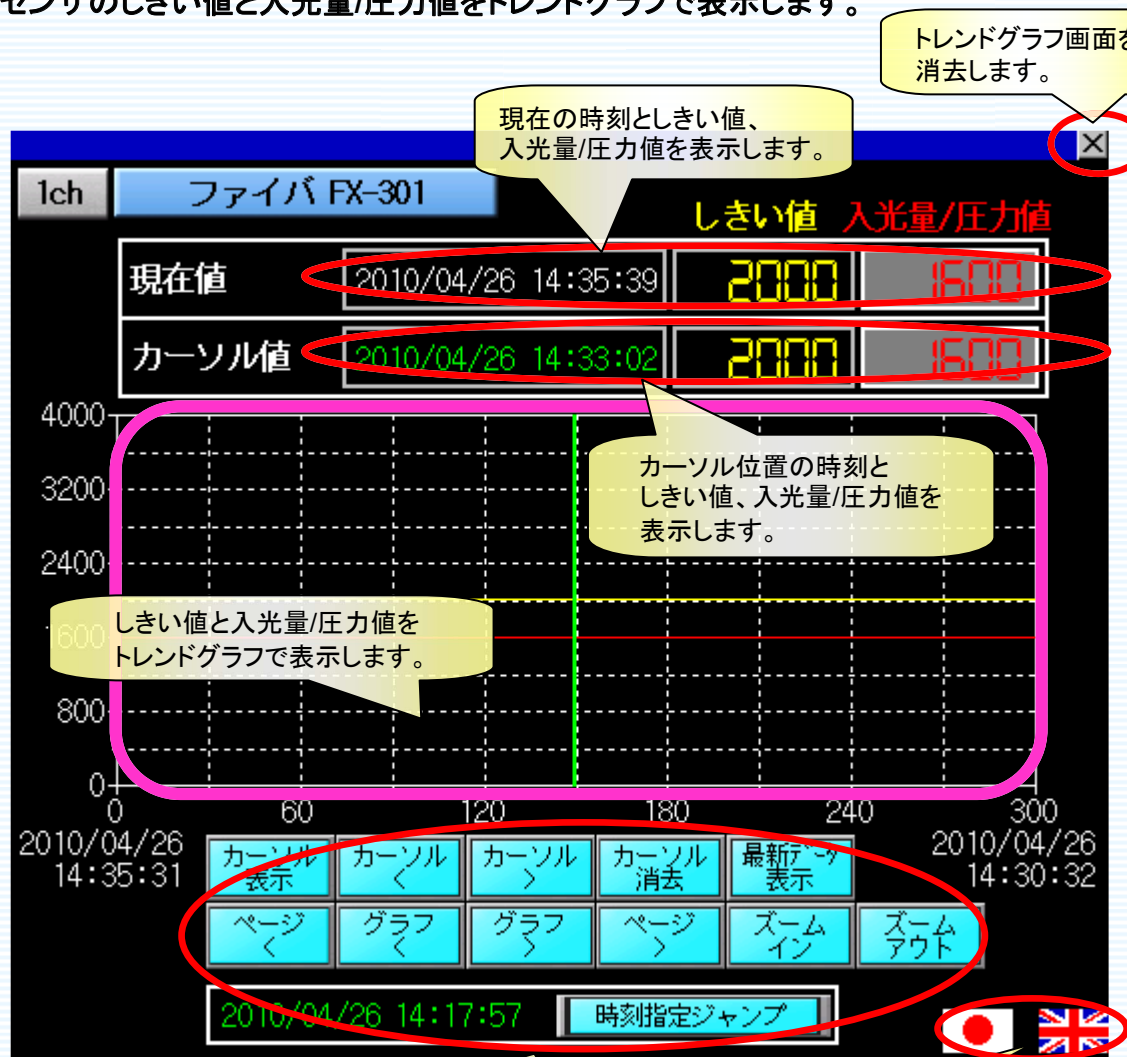 センサのしきい値と入光量/圧力値をトレンドグラフで表示します。
トレンドグラフ画面を
消去します。
現在の時刻としきい値、
入光量/圧力値を表示します。
1ch ファイバ FX-301
しきい値 入光量/圧力値
現在値 2010/04/26 14:35:39 2000 1600
カーソル値 2010/04/26 14:33:02 2000 1600
カーソル位置の時刻と
しきい値、入光量/圧力値を
表示します。
しきい値と入光量/圧力値を
トレンドグラフで表示します。
4000
3200
2400
1600
800
0
0 60 120 180 240 300
2010/04/26
14:35:31
2010/04/26
14:30:32
カーソル
表示
カーソル
<
カーソル
>
カーソル
消去
最新データ
表示
ページ
<
グラフ
<
グラフ
>
ページ
>
ズーム
イン
ズーム
アウト
2010/04/26 14:17:57 時刻指定ジャンプ